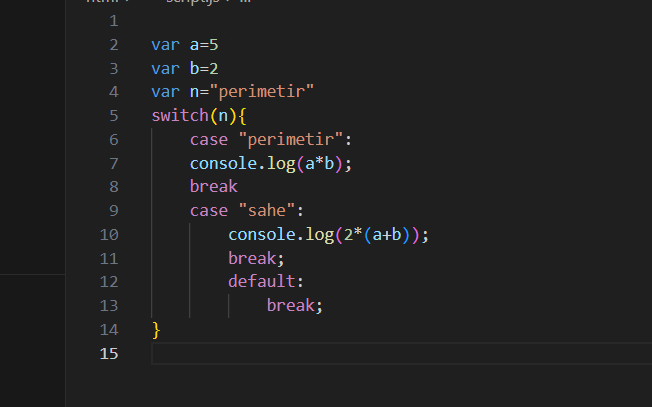 1
2 var a=5
3 var b=2
4 var n="perimetir"
5 switch(n){
6 case "perimetir":
7 console.log(a*b);
8 break
9 case "sahe":
10 console.log(2*(a+b));
11 break;
12 default:
13 break;
14 }
15